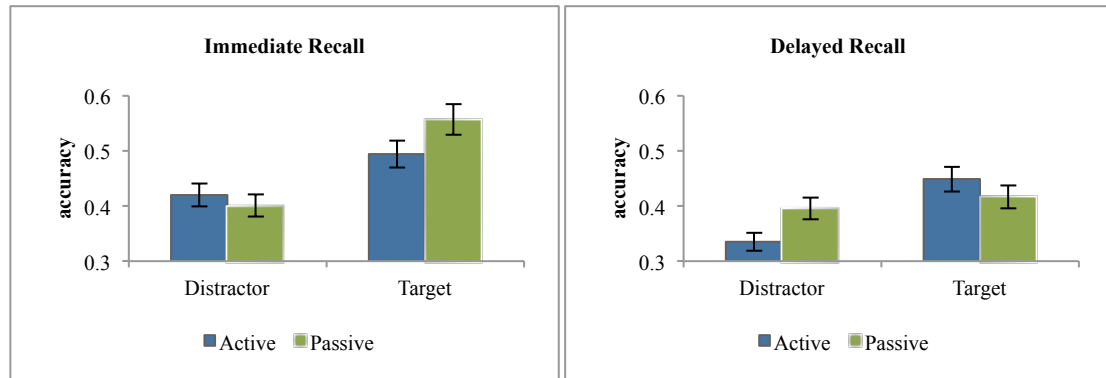 Immediate Recall
accuracy
0.6
0.5
0.4
0.3
Distractor Target
Active Passive
Delayed Recall
accuracy
0.6
0.5
0.4
0.3
Distractor Target
Active Passive